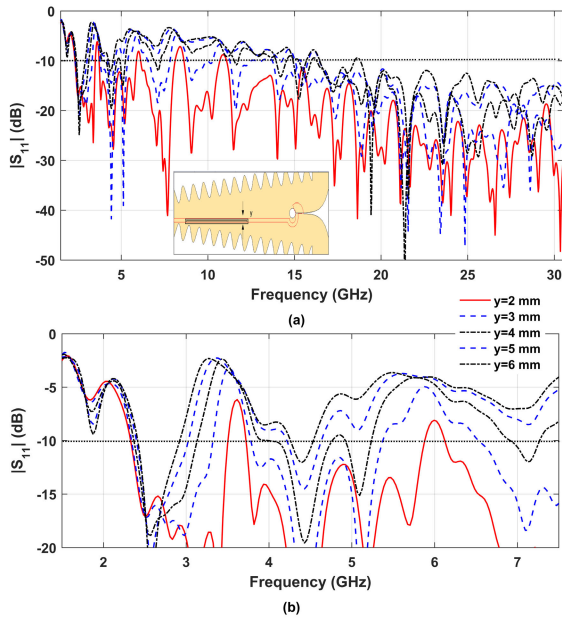 0
-10
-20
-30
-40
-50
|S11| (dB)
y
5
10
15
20
25
30
Frequency (GHz)
(a)
y=2 mm
y=3 mm
y=4 mm
y=5 mm
y=6 mm
0
-5
-10
-15
-20
|S11| (dB)
2
3
4
5
6
7
Frequency (GHz)
(b)